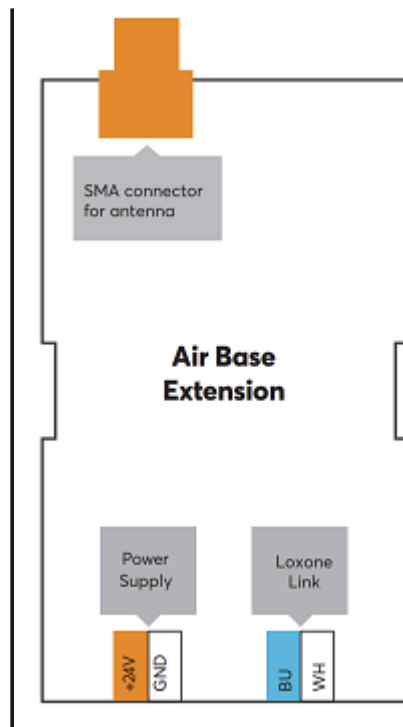 SMA connector
for antenna
Air Base
Extension
Power
Supply
Loxone
Link
+24V
GND
BU
WH